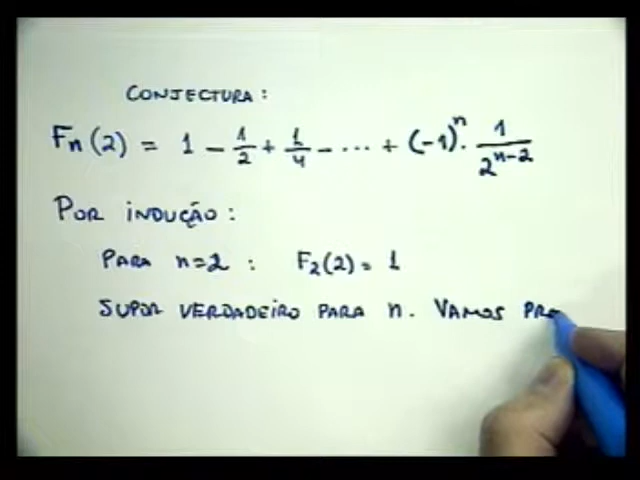 CONJECTURA:
Fn(2) = 1 - 1/2 + 1/4 - ... + (-1)^n · 1/2^(n-2)
POR INDUÇÃO:
PARA n=2 : F2(2) = 1
SUPOR VERDADEIRO PARA n. VAMOS PRO